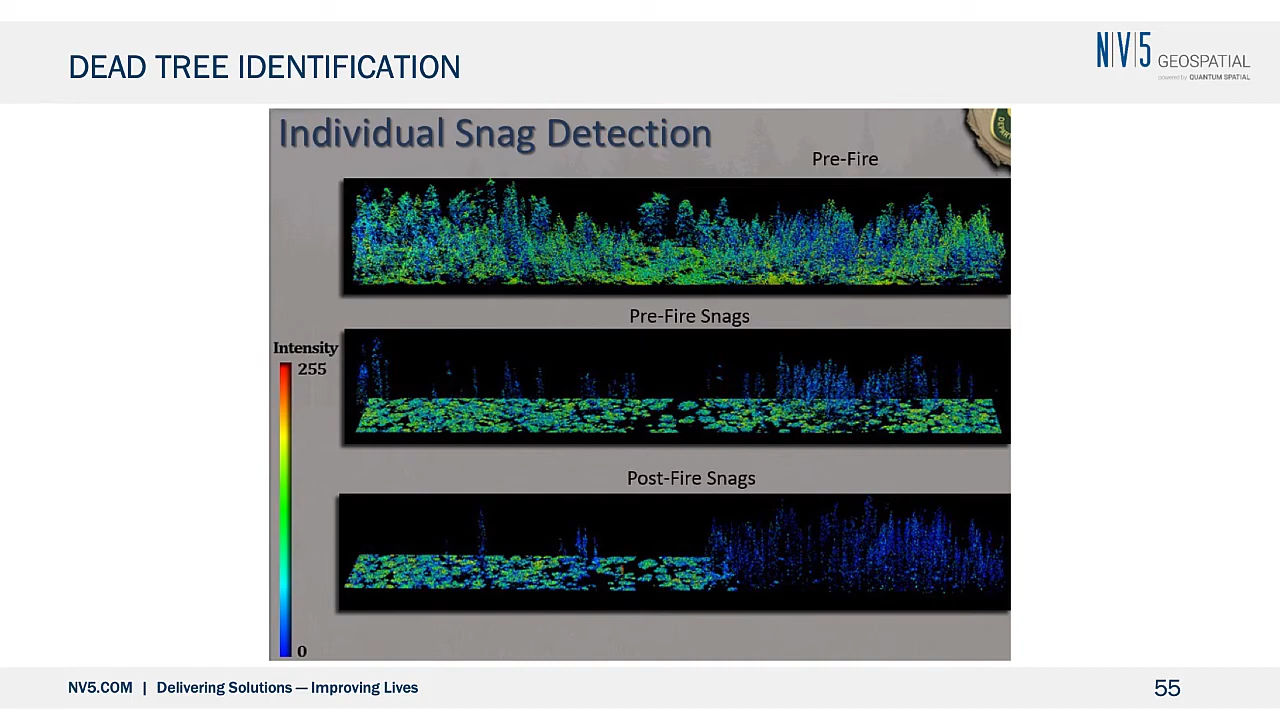 DEAD TREE IDENTIFICATION
N|V|5 GEOSPATIAL
powered by QUANTUM SPATIAL
Individual Snag Detection
Pre-Fire
Pre-Fire Snags
Intensity
255
Post-Fire Snags
0
NV5.COM | Delivering Solutions — Improving Lives
55